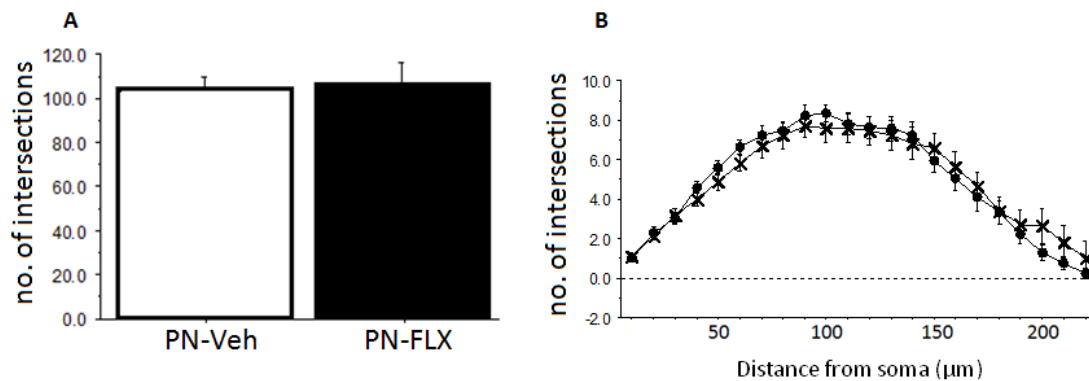 A
no. of intersections
120.0
100.0
80.0
60.0
40.0
20.0
0.0
PN-Veh PN-FLX
B
no. of intersections
10.0
8.0
6.0
4.0
2.0
0.0
-2.0
50 100 150 200
Distance from soma (µm)